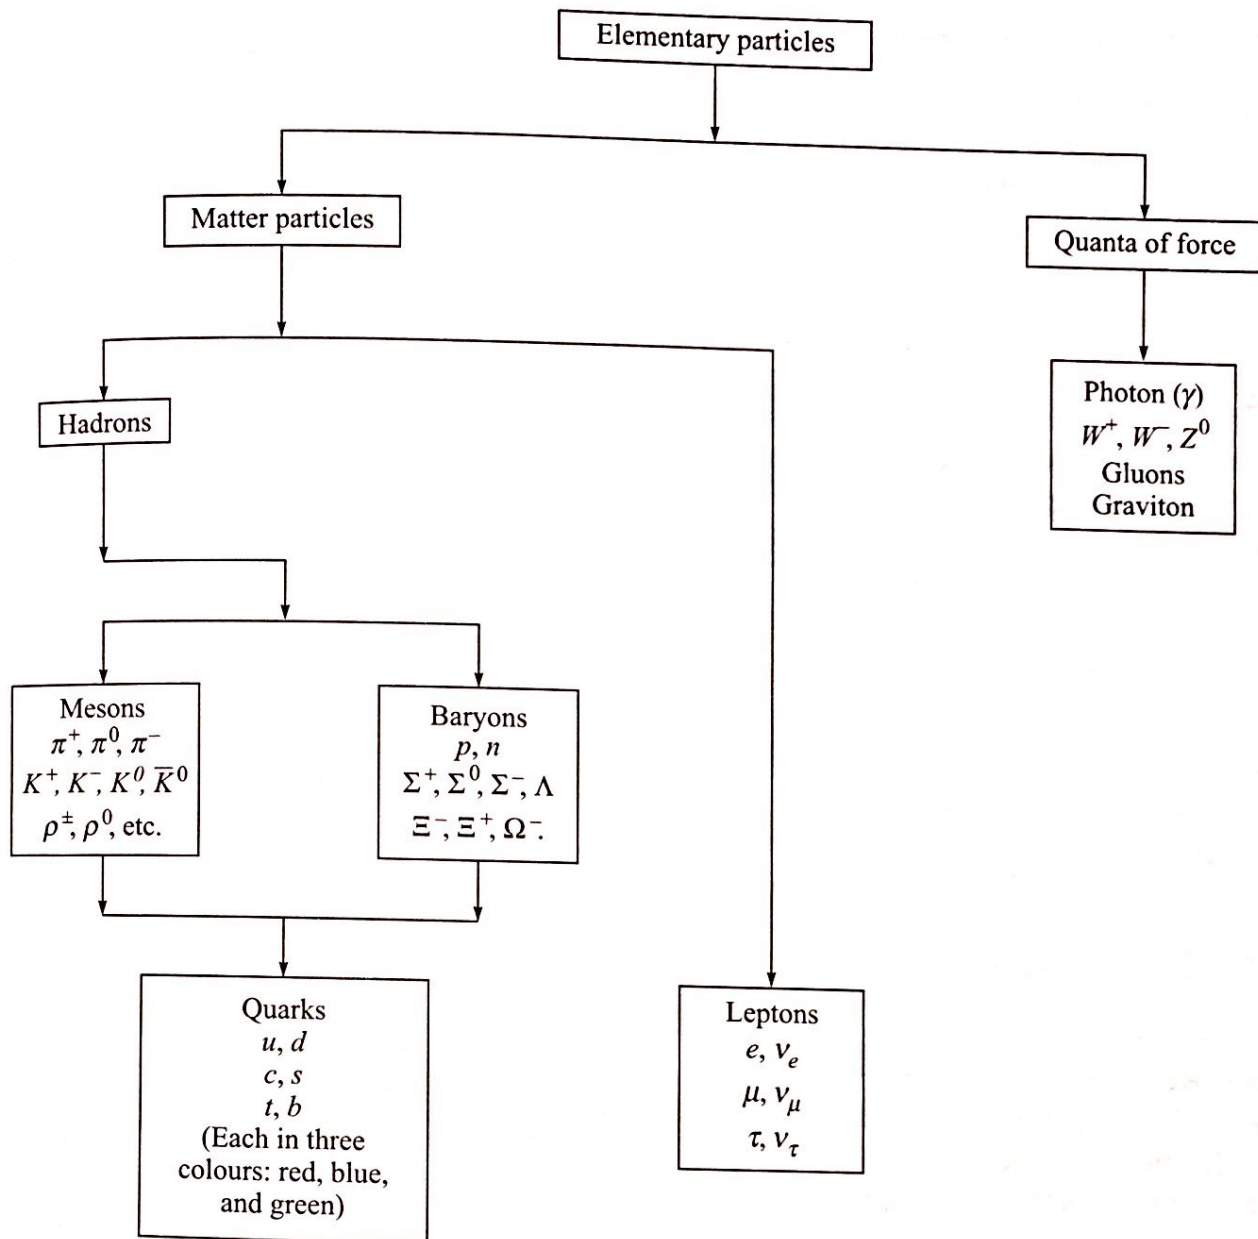 Elementary particles
Matter particles
Quanta of force
Hadrons
Photon (γ)
W⁺, W⁻, Z⁰
Gluons
Graviton
Mesons
π⁺, π⁰, π⁻
K⁺, K⁻, K⁰, K̅⁰
ρ±, ρ⁰, etc.
Baryons
p, n
Σ⁺, Σ⁰, Σ⁻, Λ
Ξ⁻, Ξ⁺, Ω⁻.
Quarks
u, d
c, s
t, b
(Each in three
colours: red, blue,
and green)
Leptons
e, νₑ
μ, ν_μ
τ, ν_τ